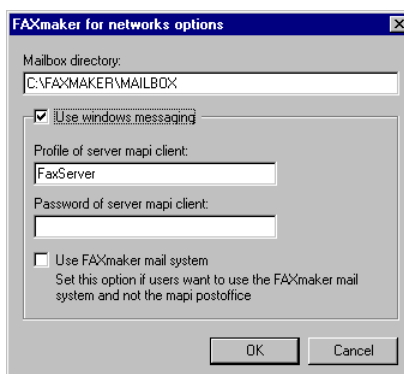 FAXmaker for networks options
Mailbox directory:
C:\FAXMAKER\MAILBOX
Use windows messaging
Profile of server mapi client:
FaxServer
Password of server mapi client:
Use FAXmaker mail system
Set this option if users want to use the FAXmaker mail
system and not the mapi postoffice
OK Cancel